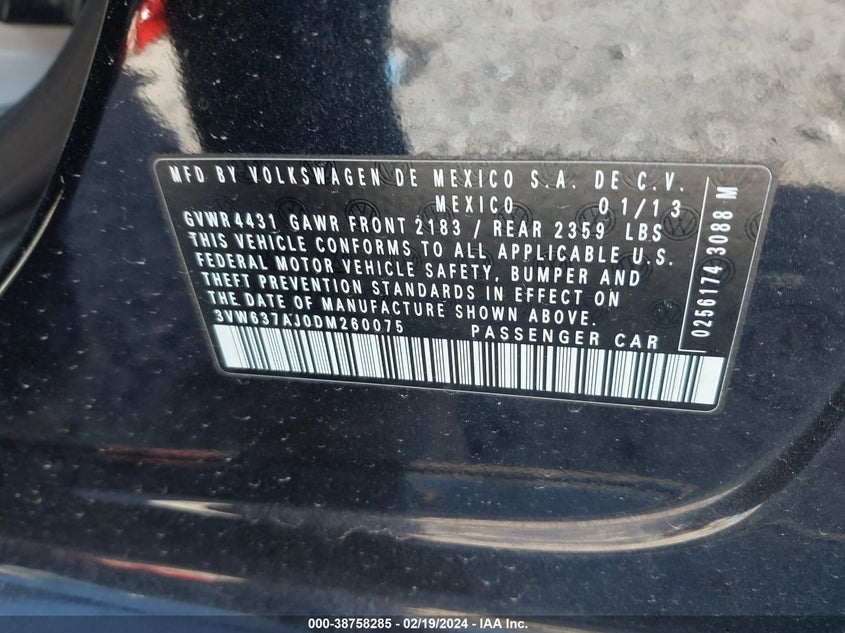 MFD BY VOLKSWAGEN DE MEXICO S.A. DE C.V.
MEXICO 01/13
GVWR 4431 GAWR FRONT 2183 / REAR 2359 LBS
THIS VEHICLE CONFORMS TO ALL APPLICABLE U.S.
FEDERAL MOTOR VEHICLE SAFETY, BUMPER AND
THEFT PREVENTION STANDARDS IN EFFECT ON
THE DATE OF MANUFACTURE SHOWN ABOVE.
3VW637AJ0DM260075 PASSENGER CAR
0256174 3088 M
000-38758285 - 02/19/2024 - IAA Inc.